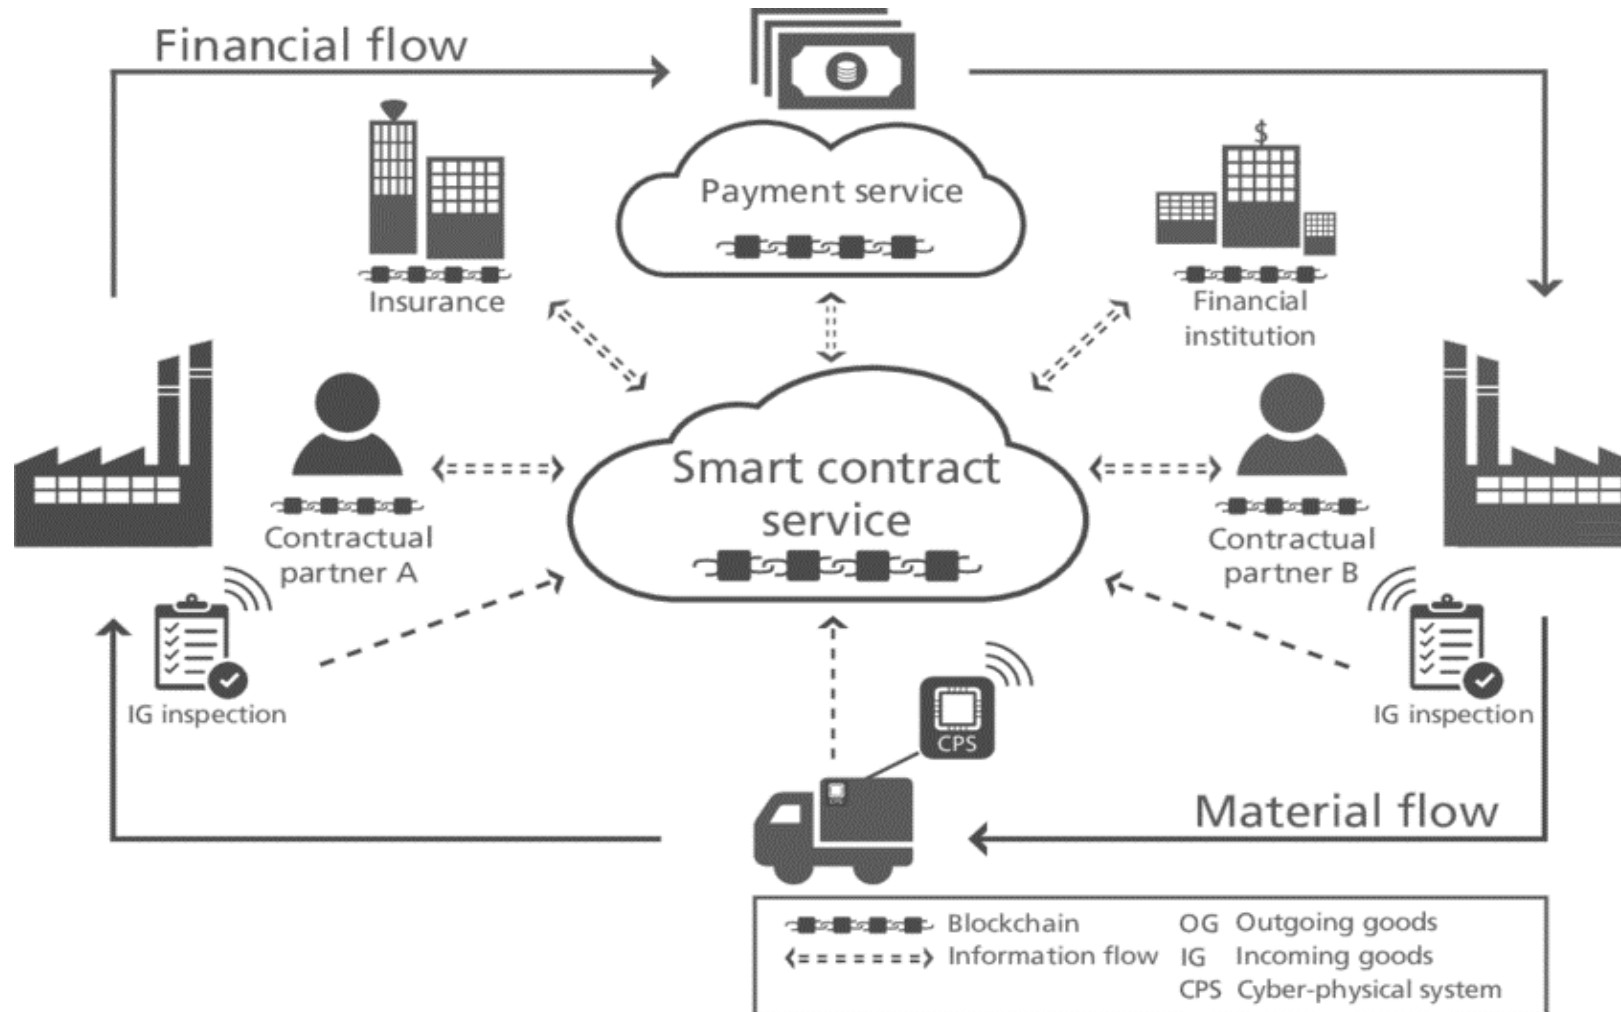 Financial flow
$
Payment service
Insurance
Financial
institution
Smart contract
service
Contractual
partner A
Contractual
partner B
IG inspection
IG inspection
CPS
Material flow
Blockchain
Information flow
OG Outgoing goods
IG Incoming goods
CPS Cyber-physical system